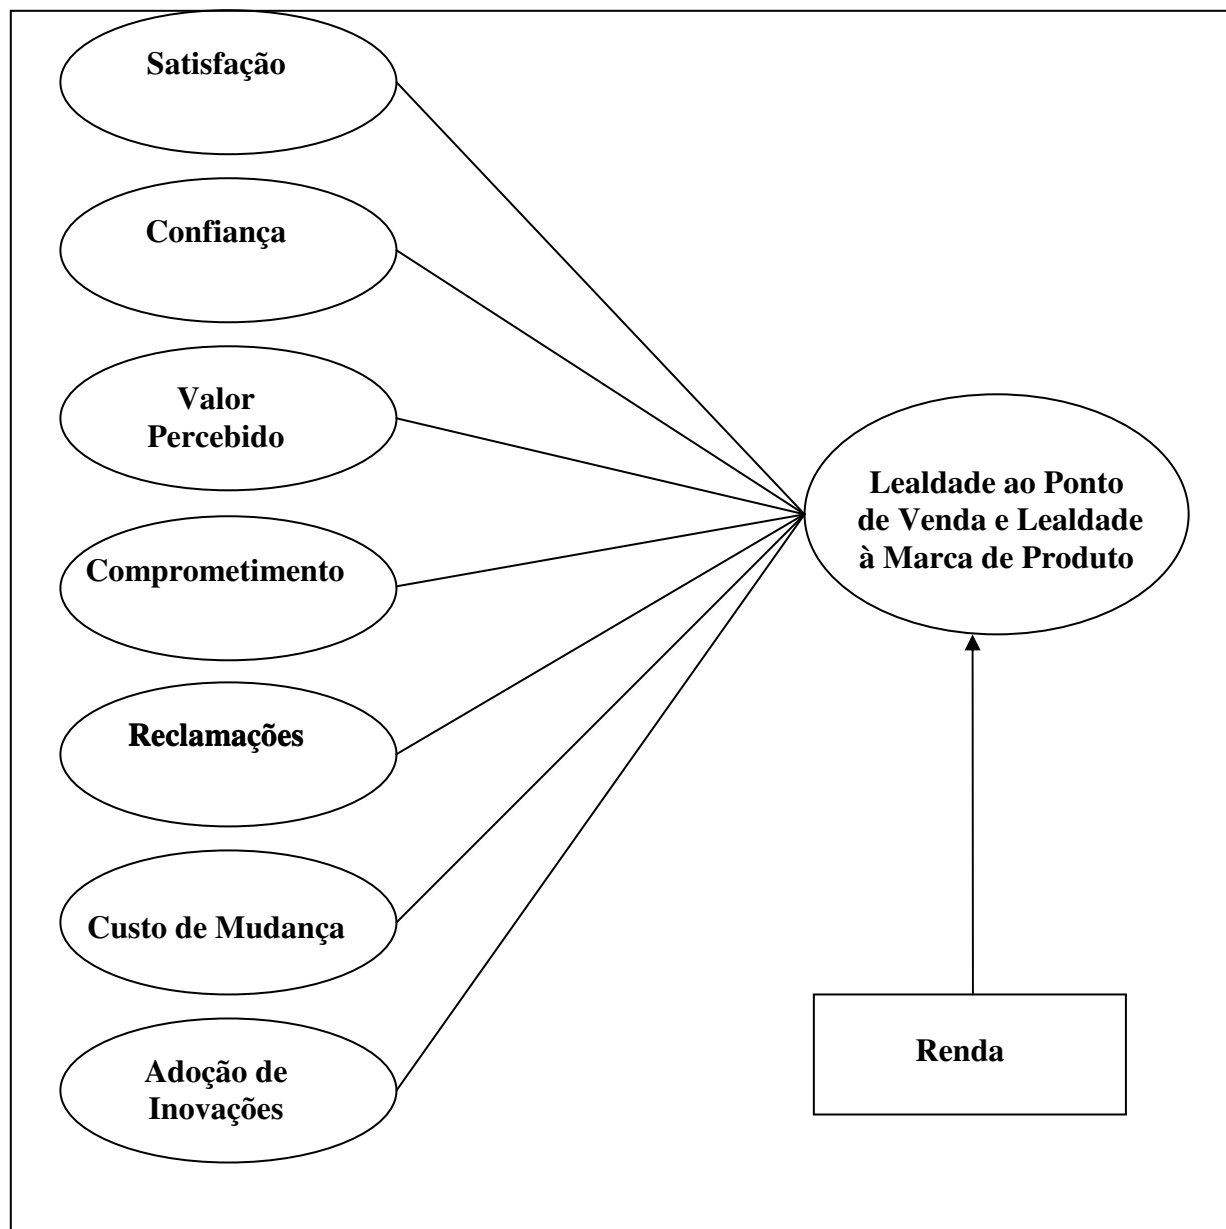 Satisfação
Confiança
Valor
Percebido
Comprometimento
Reclamações
Custo de Mudança
Adoção de
Inovações
Lealdade ao Ponto
de Venda e Lealdade
à Marca de Produto
Renda